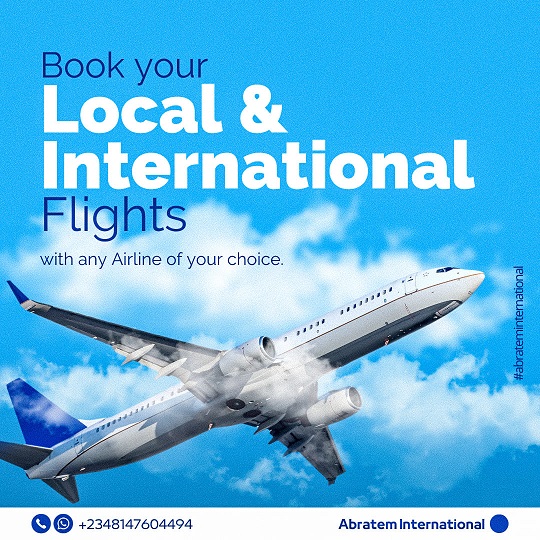 Book your
Local &
International
Flights
with any Airline of your choice.
#abrateminternational
+2348147604494
Abratem International